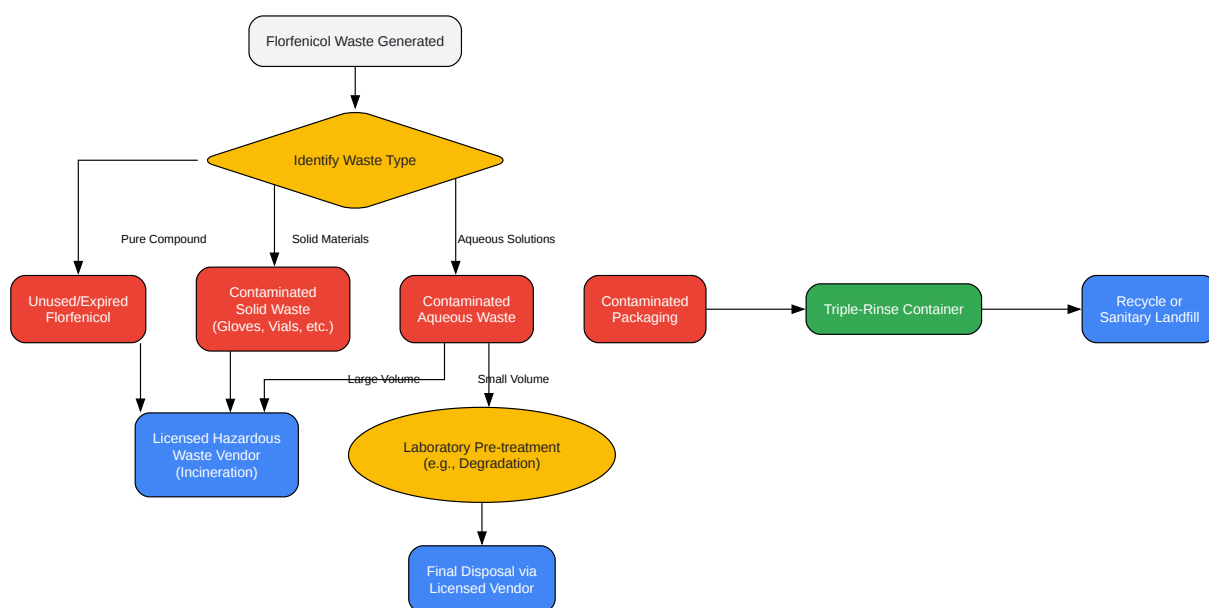 Florfenicol Waste Generated
Identify Waste Type
Pure Compound
Solid Materials
Aqueous Solutions
Unused/Expired
Florfenicol
Contaminated
Solid Waste
(Gloves, Vials, etc.)
Contaminated
Aqueous Waste
Contaminated
Packaging
Triple-Rinse Container
Recycle or
Sanitary Landfill
Large Volume
Small Volume
Licensed Hazardous
Waste Vendor
(Incineration)
Laboratory Pre-treatment
(e.g., Degradation)
Final Disposal via
Licensed Vendor